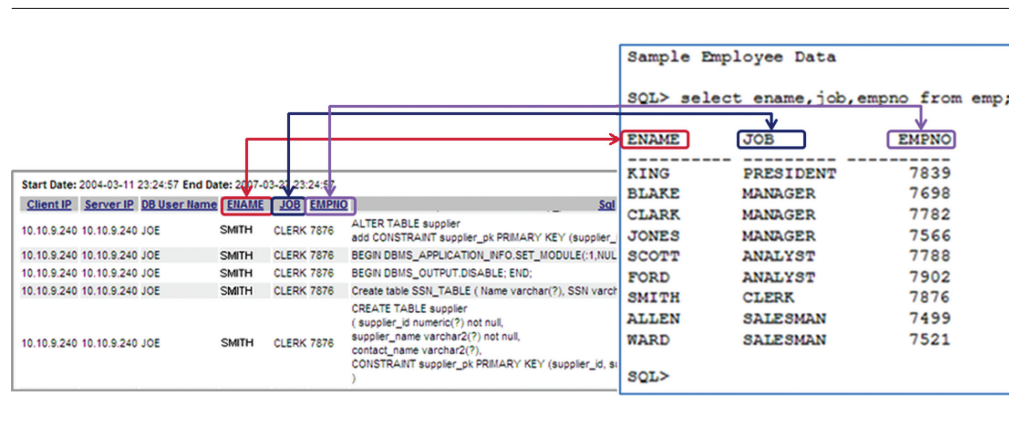 Sample Employee Data
SQL> select ename,job,empno from emp;
ENAME JOB EMPNO
---------- --------- ----------
KING PRESIDENT 7839
BLAKE MANAGER 7698
CLARK MANAGER 7782
JONES MANAGER 7566
SCOTT ANALYST 7788
FORD ANALYST 7902
SMITH CLERK 7876
ALLEN SALESMAN 7499
WARD SALESMAN 7521
SQL>
Start Date: 2004-03-11 23:24:57 End Date: 2007-03-27 23:24:57
Client IP Server IP DB User Name ENAME JOB EMPNO Sql
10.10.9.240 10.10.9.240 JOE SMITH CLERK 7876 ALTER TABLE supplier
add CONSTRAINT supplier_pk PRIMARY KEY (supplier_
10.10.9.240 10.10.9.240 JOE SMITH CLERK 7876 BEGIN DBMS_APPLICATION_INFO.SET_MODULE(:1,NUL
10.10.9.240 10.10.9.240 JOE SMITH CLERK 7876 BEGIN DBMS_OUTPUT.DISABLE; END;
10.10.9.240 10.10.9.240 JOE SMITH CLERK 7876 Create table SSN_TABLE ( Name varchar(?), SSN varch
CREATE TABLE supplier
( supplier_id numeric(?) not null,
supplier_name varchar2(?) not null,
10.10.9.240 10.10.9.240 JOE SMITH CLERK 7876 contact_name varchar2(?),
CONSTRAINT supplier_pk PRIMARY KEY (supplier_id, su
)